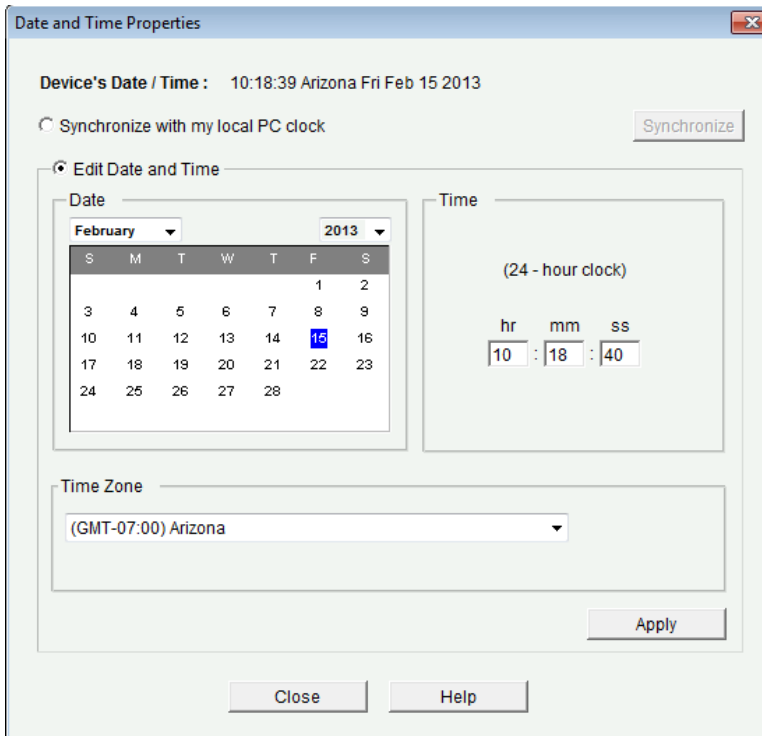 Date and Time Properties
Device's Date / Time : 10:18:39 Arizona Fri Feb 15 2013
Synchronize with my local PC clock
Synchronize
Edit Date and Time
Date
February 2013
S M T W T F S
1 2
3 4 5 6 7 8 9
10 11 12 13 14 15 16
17 18 19 20 21 22 23
24 25 26 27 28
Time
(24 - hour clock)
hr mm ss
10 : 18 : 40
Time Zone
(GMT-07:00) Arizona
Apply
Close Help